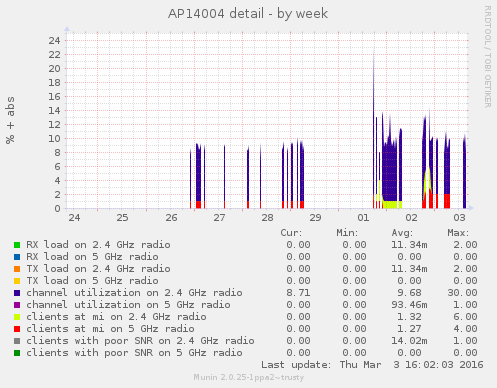 AP14004 detail - by week
RRDTOOL / TOBI OETIKER
% + abs
24
22
20
18
16
14
12
10
8
6
4
2
0
24 25 26 27 28 29 01 02 03
Cur: Min: Avg: Max:
RX load on 2.4 GHz radio 0.00 0.00 11.34m 2.00
RX load on 5 GHz radio 0.00 0.00 0.00 0.00
TX load on 2.4 GHz radio 0.00 0.00 11.34m 2.00
TX load on 5 GHz radio 0.00 0.00 0.00 0.00
channel utilization on 2.4 GHz radio 8.71 0.00 9.68 30.00
channel utilization on 5 GHz radio 0.00 0.00 93.46m 1.00
clients at mi on 2.4 GHz radio 0.00 0.00 1.32 6.00
clients at mi on 5 GHz radio 0.00 0.00 1.27 4.00
clients with poor SNR on 2.4 GHz radio 0.00 0.00 14.02m 1.00
clients with poor SNR on 5 GHz radio 0.00 0.00 0.00 0.00
Last update: Thu Mar 3 16:02:03 2016
Munin 2.0.25-1ppa2~trusty